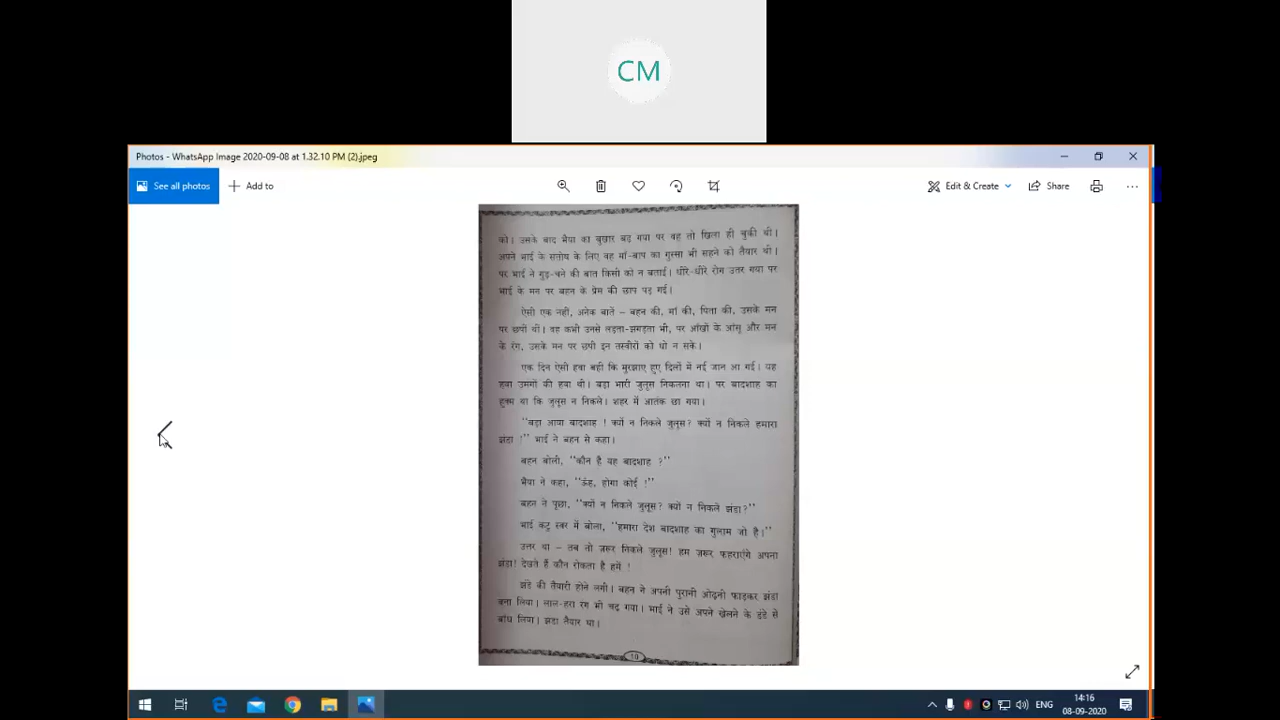 CM
Photos - WhatsApp Image 2020-09-08 at 1.32.10 PM (2).jpeg
See all photos
Add to
Edit & Create
Share
को। उसके बाद भैया का बुखार बढ़ गया पर वह तो खिला ही चुकी थी।
अपने भाई के संतोष के लिए वह माँ-बाप का गुस्सा भी सहने को तैयार थी।
पर भाई ने गुड़-चने की बात किसी को न बताई। धीरे-धीरे रोग उतर गया पर
भाई के मन पर बहन के प्रेम की छाप पड़ गई।
ऐसी एक नहीं, अनेक बातें – बहन की, माँ की, पिता की, उसके मन
पर छपी थीं। वह कभी उनसे लड़ता-झगड़ता भी, पर आँखों के आँसू और मन
के रंग, उसके मन पर छपी इन तस्वीरों को धो न सके।
एक दिन ऐसी हवा बही कि मुरझाए हुए दिलों में नई जान आ गई। यह
हवा उमंगों की हवा थी। बड़ा भारी जुलूस निकलना था। पर बादशाह का
हुक्म था कि जुलूस न निकले। शहर में आतंक छा गया।
''बड़ा आया बादशाह ! क्यों न निकले जुलूस? क्यों न निकले हमारा
झंडा !'' भाई ने बहन से कहा।
बहन बोली, ''कौन है यह बादशाह ?''
भैया ने कहा, ''ऊँह, होगा कोई !''
बहन ने पूछा, ''क्यों न निकले जुलूस? क्यों न निकले झंडा?''
भाई कटु स्वर में बोला, ''हमारा देश बादशाह का गुलाम जो है।''
उत्तर था – तब तो ज़रूर निकले जुलूस! हम ज़रूर फहराएँगे अपना
झंडा! देखते हैं कौन रोकता है हमें !
झंडे की तैयारी होने लगी। बहन ने अपनी पुरानी ओढ़नी फाड़कर झंडा
बना लिया। लाल-हरा रंग भी चढ़ गया। भाई ने उसे अपने खेलने के डंडे से
बाँध लिया। झंडा तैयार था।
ENG
14:16
08-09-2020